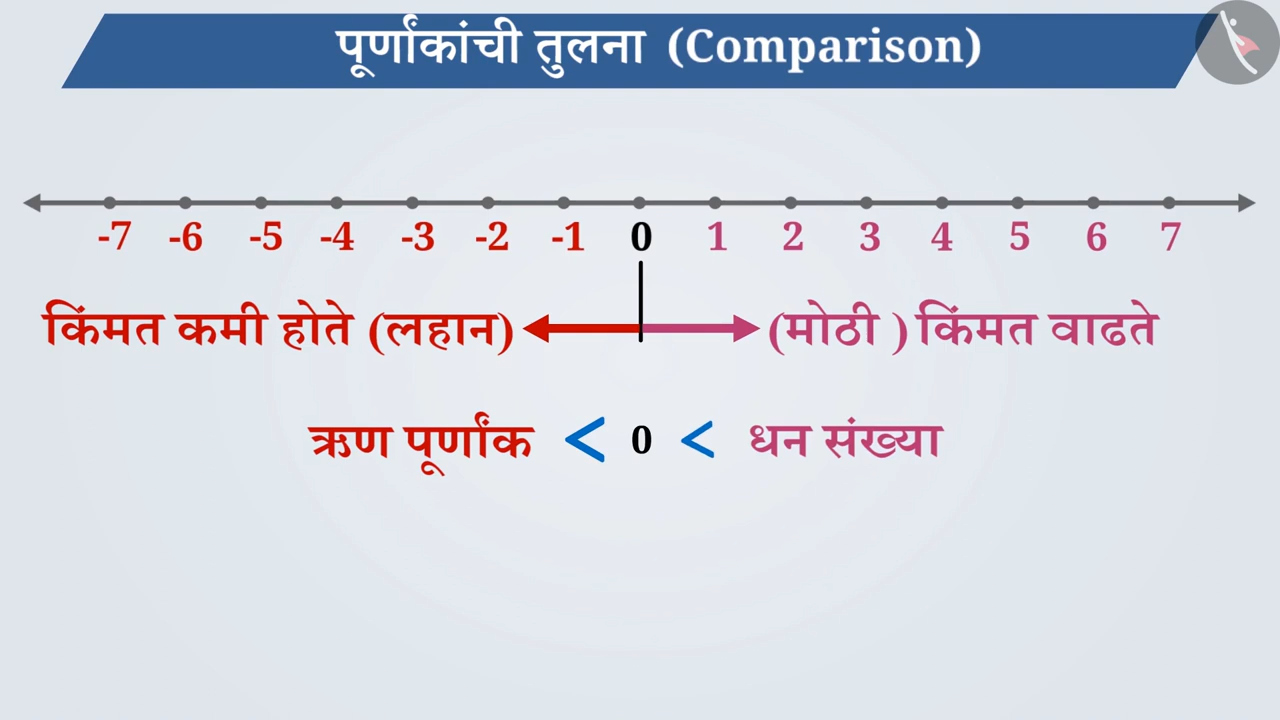 पूर्णांकांची तुलना (Comparison)
-7 -6 -5 -4 -3 -2 -1 0 1 2 3 4 5 6 7
किंमत कमी होते (लहान) (मोठी ) किंमत वाढते
ऋण पूर्णांक < 0 < धन संख्या